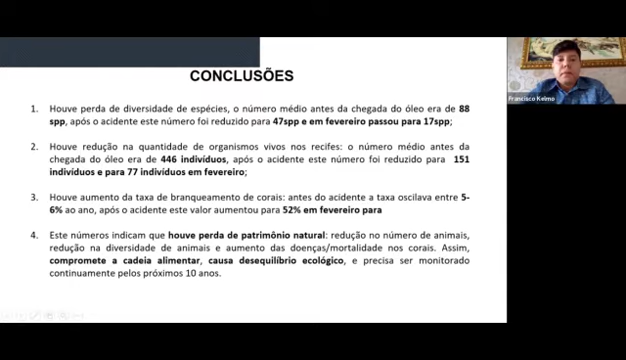 CONCLUSÕES
1. Houve perda de diversidade de espécies, o número médio antes da chegada do óleo era de 88
spp, após o acidente este número foi reduzido para 47spp e em fevereiro passou para 17spp;
2. Houve redução na quantidade de organismos vivos nos recifes: o número médio antes da
chegada do óleo era de 446 indivíduos, após o acidente este número foi reduzido para 151
indivíduos e para 77 indivíduos em fevereiro;
3. Houve aumento da taxa de branqueamento de corais: antes do acidente a taxa oscilava entre 5-
6% ao ano, após o acidente este valor aumentou para 52% em fevereiro para
4. Este números indicam que houve perda de patrimônio natural: redução no número de animais,
redução na diversidade de animais e aumento das doenças/mortalidade nos corais. Assim,
compromete a cadeia alimentar, causa desequilíbrio ecológico, e precisa ser monitorado
continuamente pelos próximos 10 anos.
Francisco Kelmo